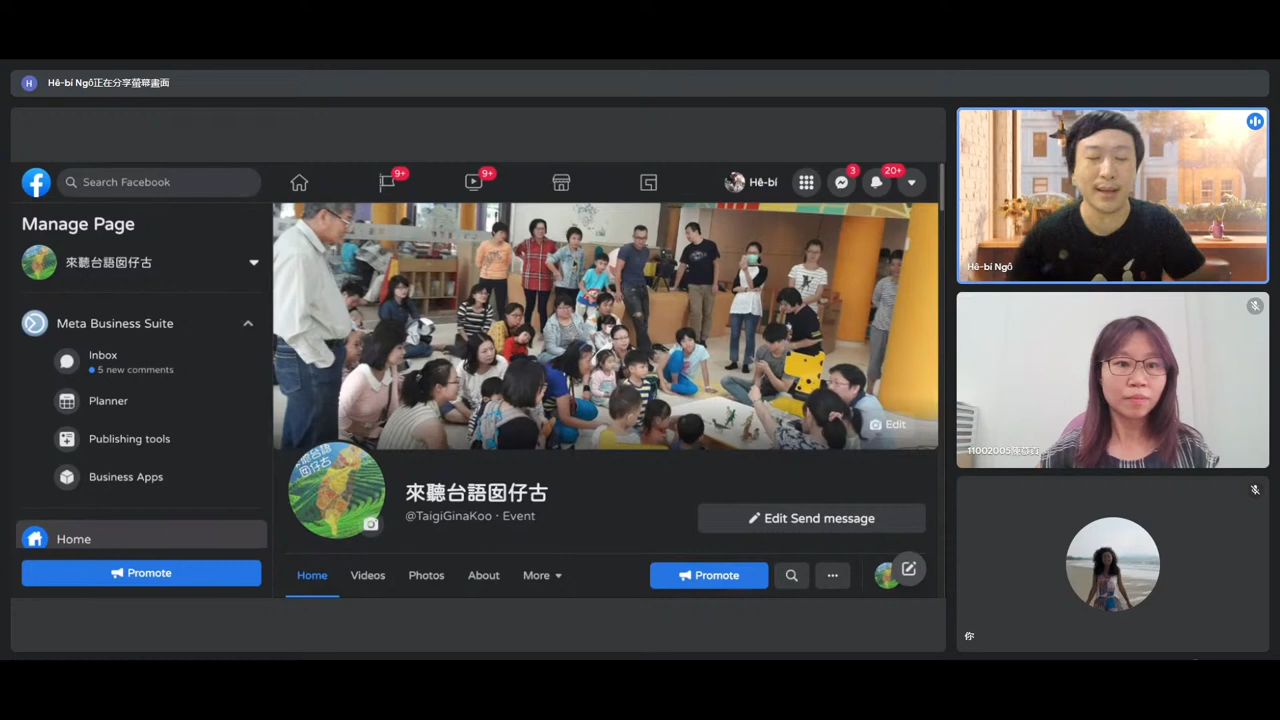 H
Hê-bí Ngô正在分享螢幕畫面
Search Facebook
9+
9+
Hê-bí
3
20+
Manage Page
來聽台語囡仔古
Meta Business Suite
Inbox
5 new comments
Planner
Publishing tools
Business Apps
Home
Promote
Edit
來聽台語囡仔古
@TaigiGinaKoo · Event
Edit Send message
Home
Videos
Photos
About
More
Promote
Hê-bí Ngô
11002005
你